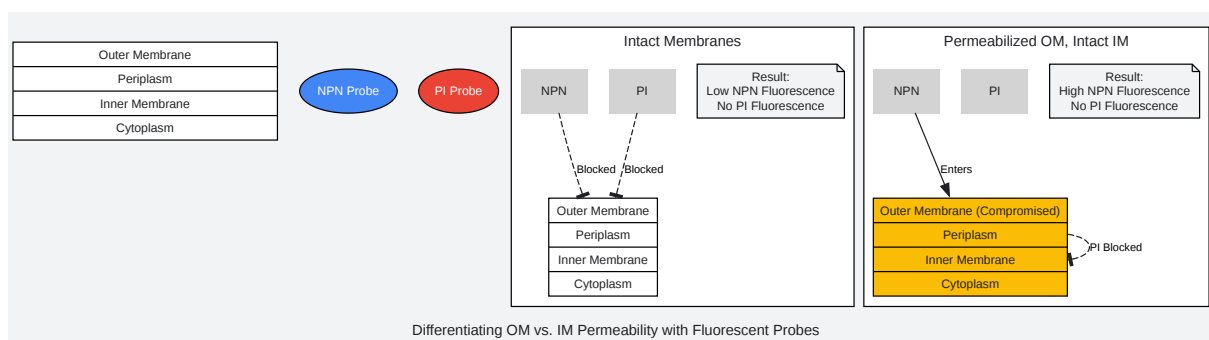 Outer Membrane
Periplasm
Inner Membrane
Cytoplasm
NPN Probe
PI Probe
Intact Membranes
NPN
PI
Result:
Low NPN Fluorescence
No PI Fluorescence
Blocked
Blocked
Outer Membrane
Periplasm
Inner Membrane
Cytoplasm
Permeabilized OM, Intact IM
NPN
PI
Result:
High NPN Fluorescence
No PI Fluorescence
Enters
Outer Membrane (Compromised)
Periplasm
Inner Membrane
Cytoplasm
PI Blocked
Differentiating OM vs. IM Permeability with Fluorescent Probes